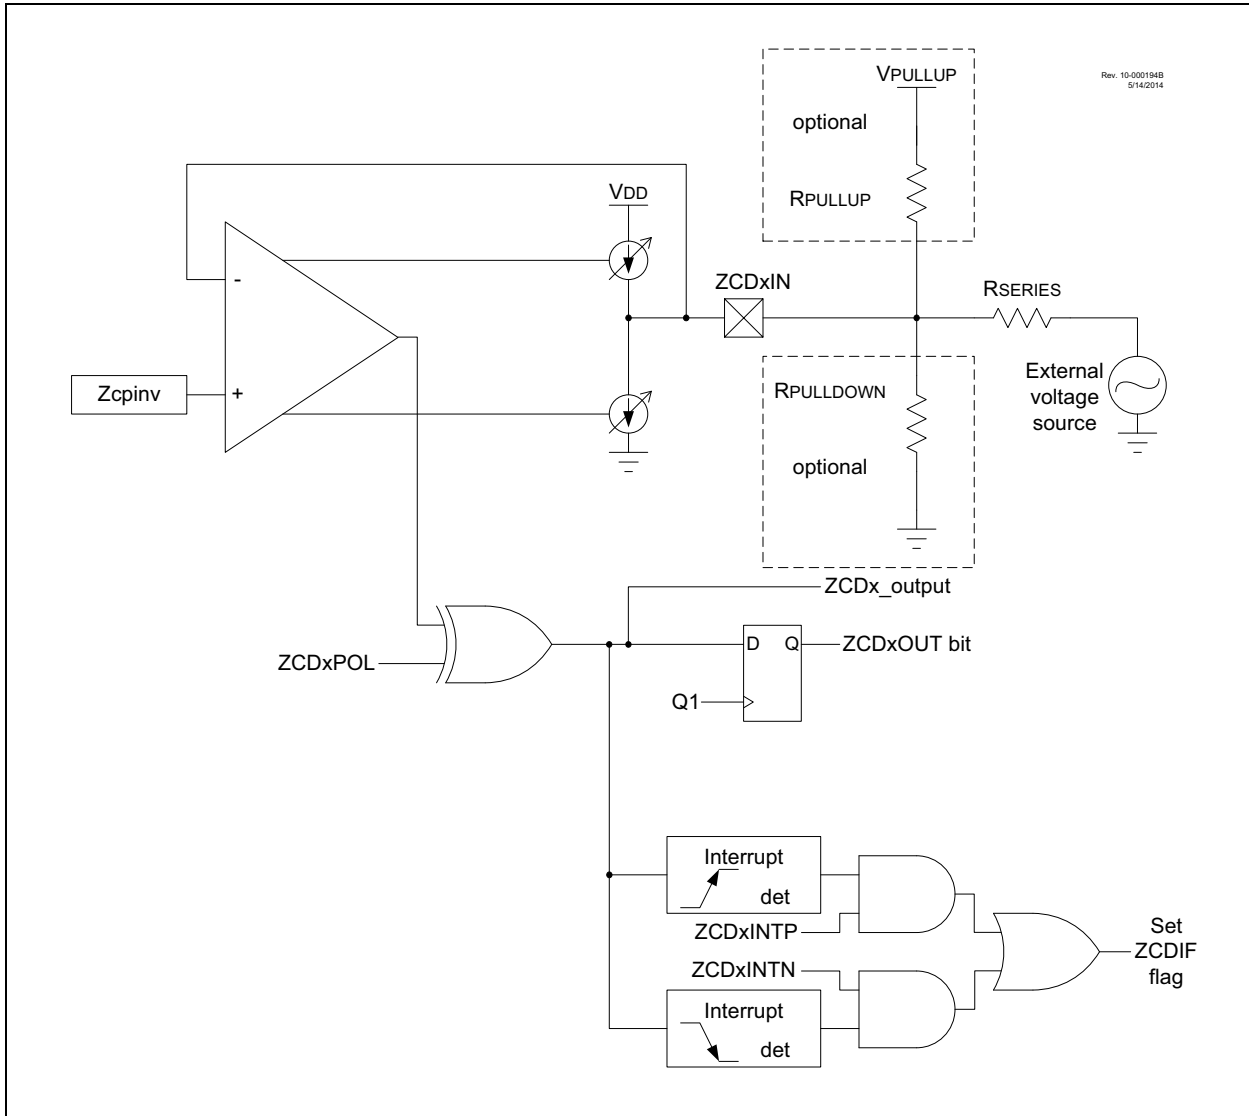 VPULLUP
Rev. 10-000194B
5/14/2014
optional
RPULLUP
VDD
-
ZCDxIN
RSERIES
Zcpinv
+
RPULLDOWN
External
voltage
source
optional
ZCDx_output
D Q
ZCDxOUT bit
ZCDxPOL
Q1
Interrupt
det
ZCDxINTP
Set
ZCDIF
flag
ZCDxINTN
Interrupt
det